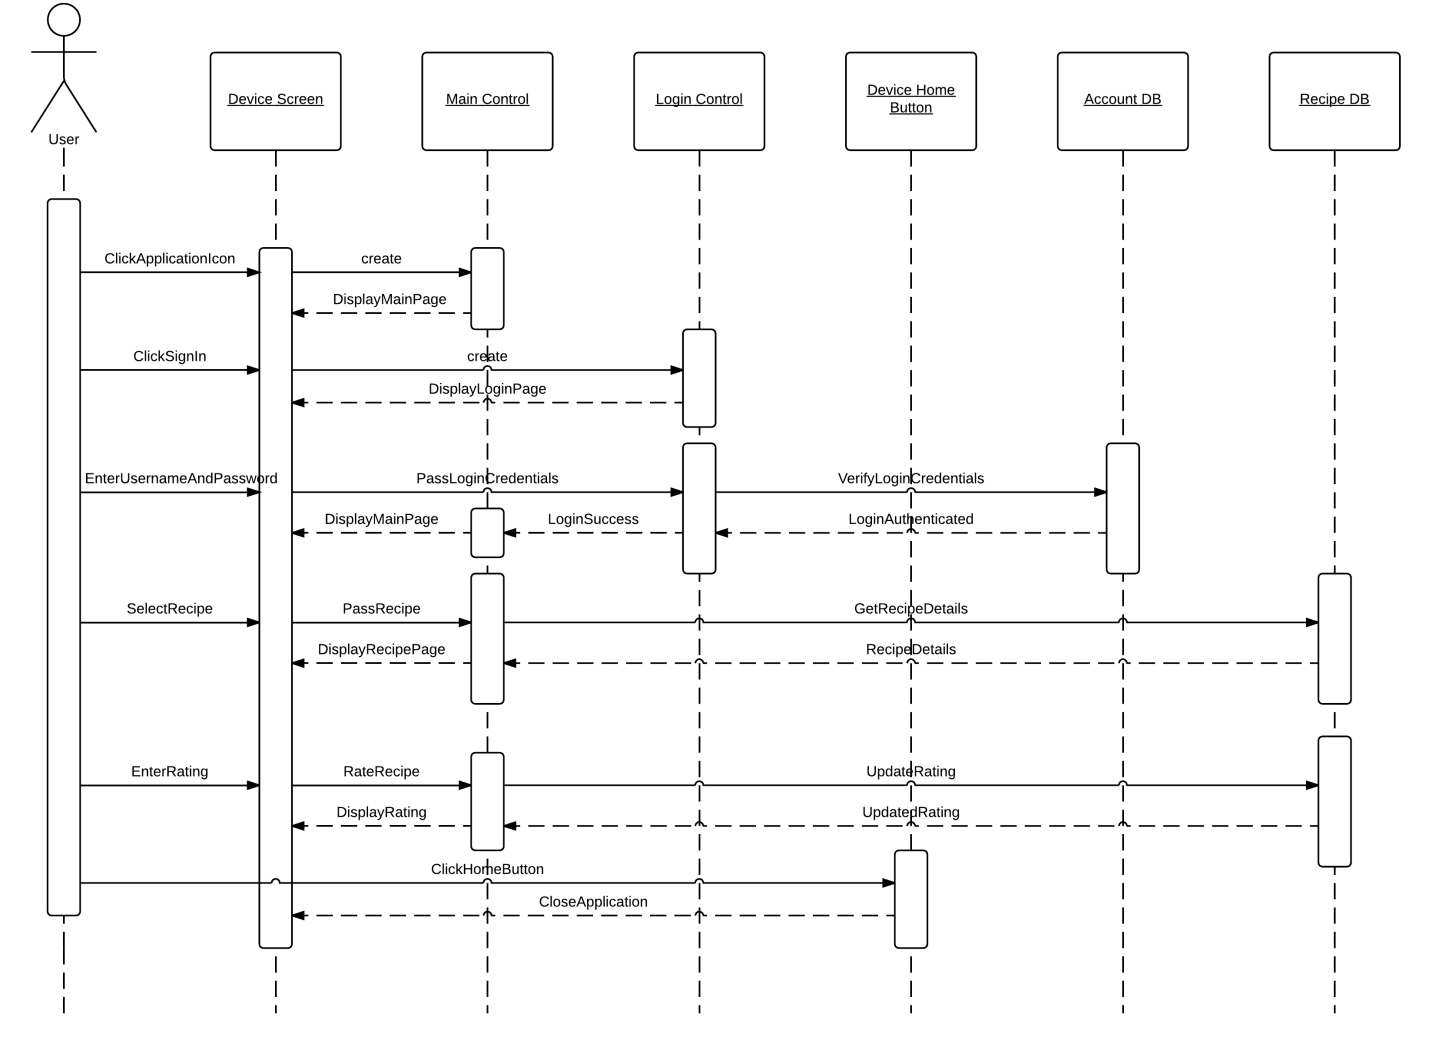 User
Device Screen
Main Control
Login Control
Device Home
Button
Account DB
Recipe DB
ClickApplicationIcon
create
DisplayMainPage
ClickSignIn
create
DisplayLoginPage
EnterUsernameAndPassword
PassLoginCredentials
VerifyLoginCredentials
DisplayMainPage
LoginSuccess
LoginAuthenticated
SelectRecipe
PassRecipe
GetRecipeDetails
DisplayRecipePage
RecipeDetails
EnterRating
RateRecipe
UpdateRating
DisplayRating
UpdatedRating
ClickHomeButton
CloseApplication